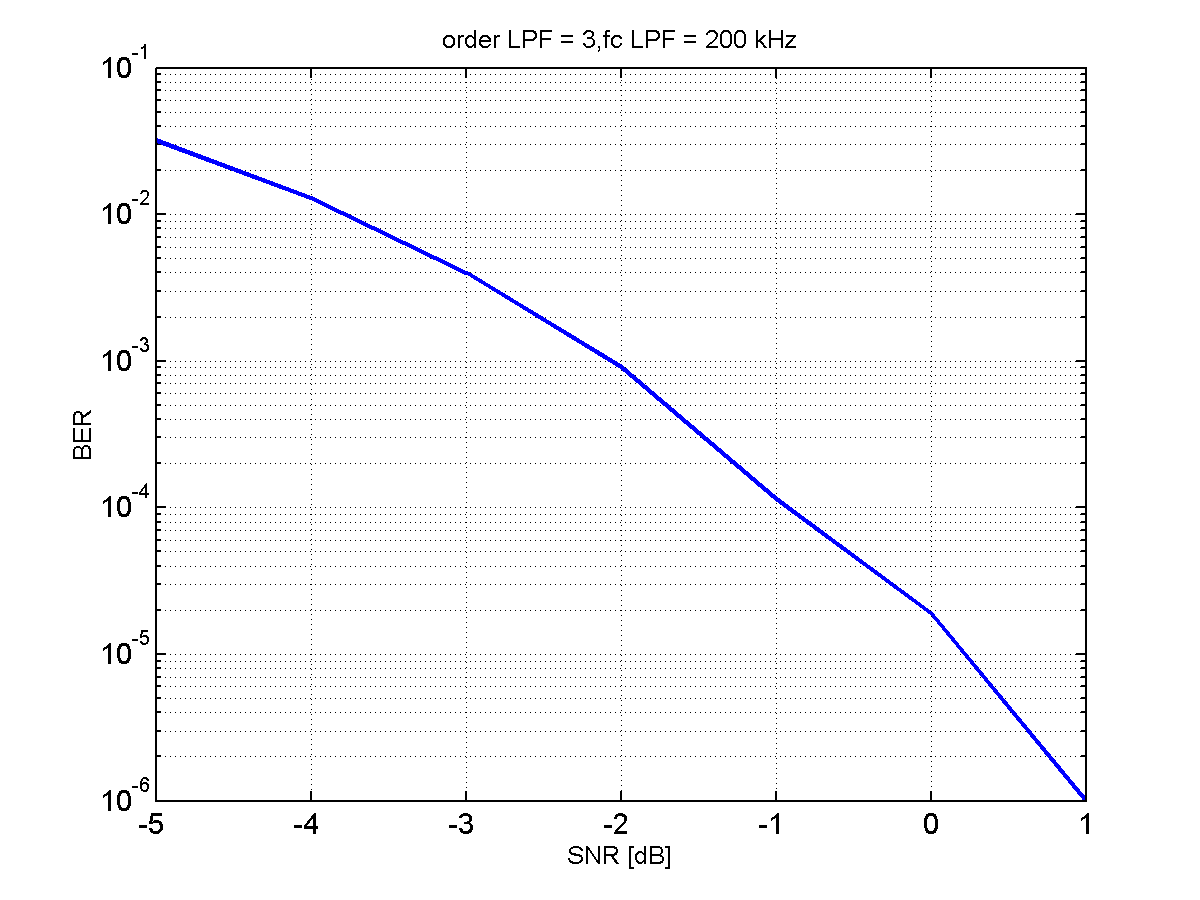 order LPF = 3,fc LPF = 200 kHz
10^-1
10^-2
10^-3
10^-4
10^-5
10^-6
BER
-5 -4 -3 -2 -1 0 1
SNR [dB]